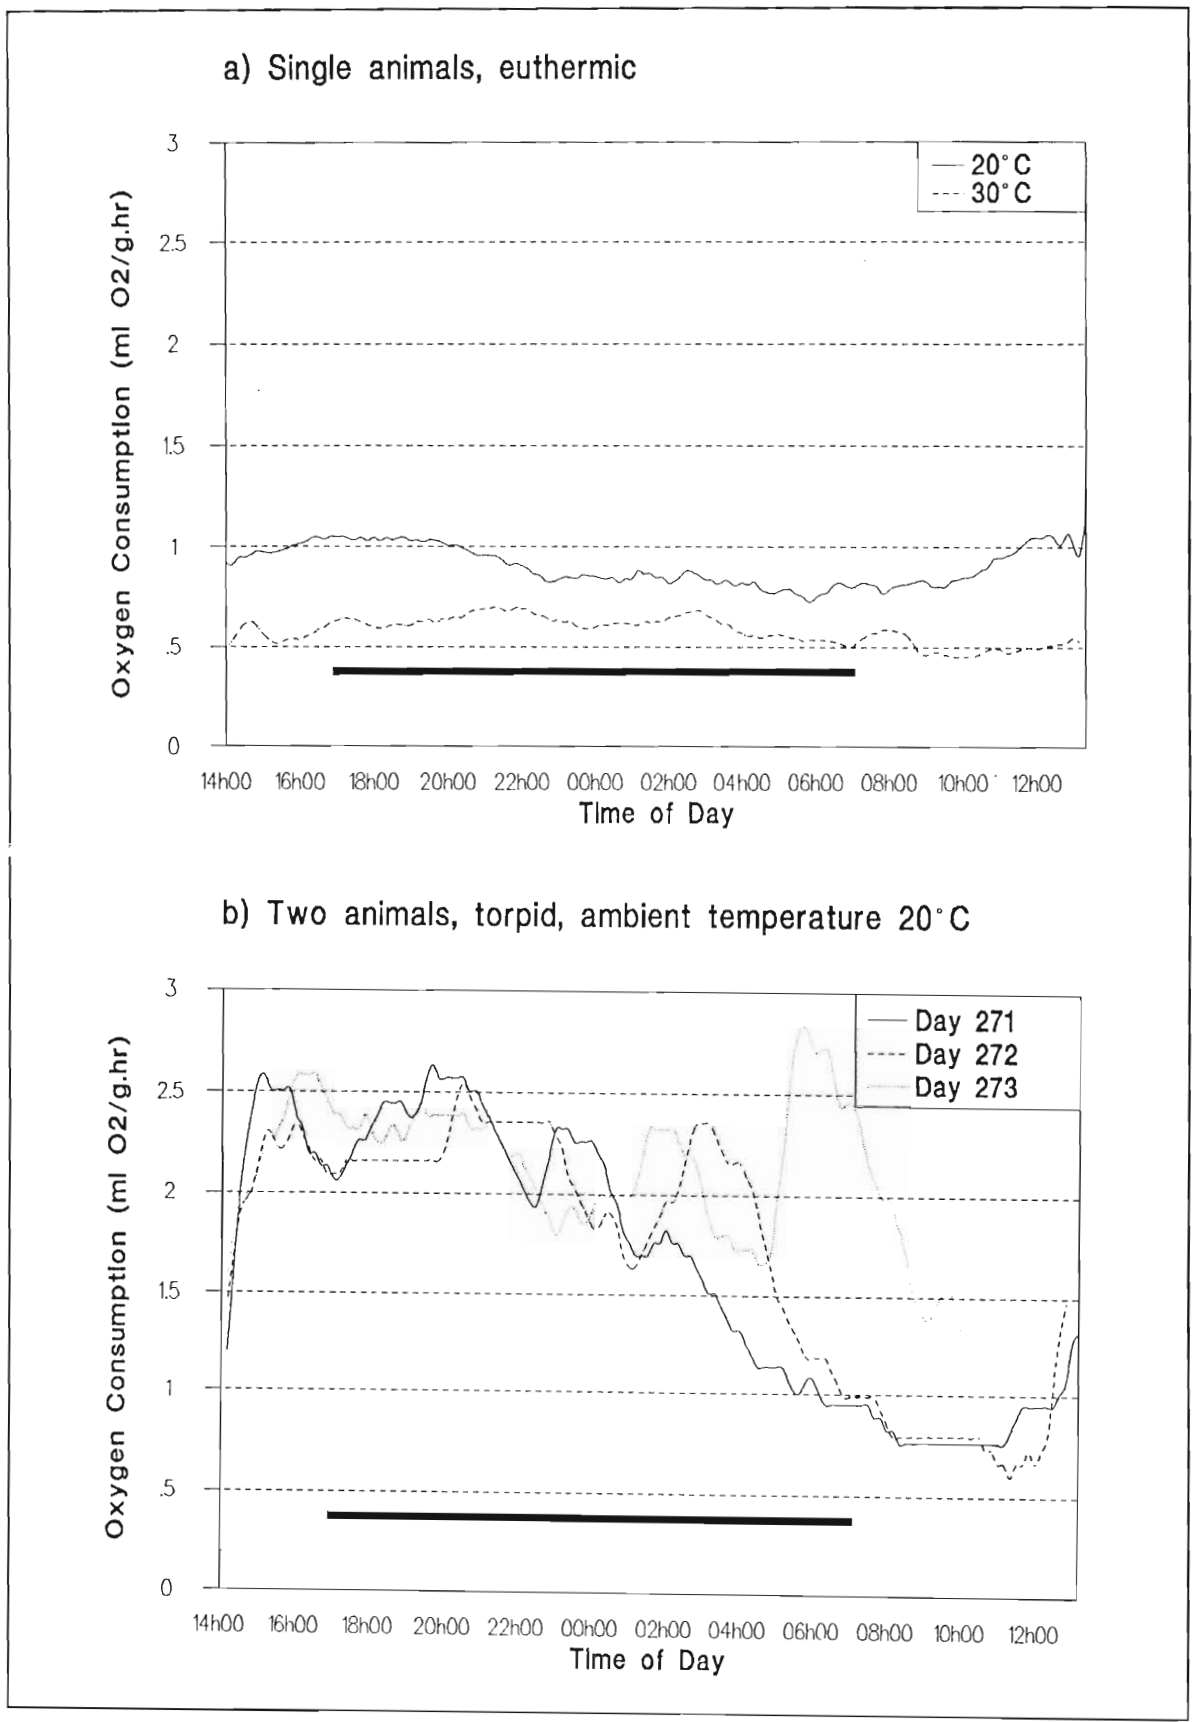 a) Single animals, euthermic
3
2.5
2
1.5
1
.5
0
Oxygen Consumption (ml O2/g.hr)
20°C
30°C
14h00 16h00 18h00 20h00 22h00 00h00 02h00 04h00 06h00 08h00 10h00 12h00
Time of Day
b) Two animals, torpid, ambient temperature 20°C
3
2.5
2
1.5
1
.5
0
Oxygen Consumption (ml O2/g.hr)
Day 271
Day 272
Day 273
14h00 16h00 18h00 20h00 22h00 00h00 02h00 04h00 06h00 08h00 10h00 12h00
Time of Day